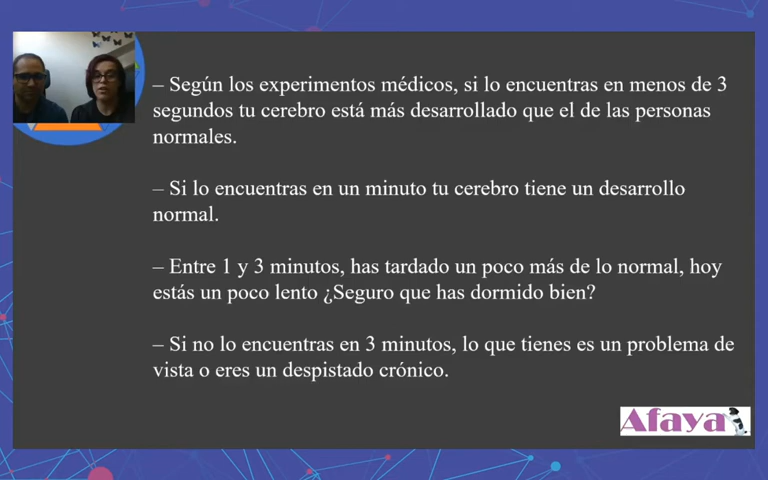 – Según los experimentos médicos, si lo encuentras en menos de 3
segundos tu cerebro está más desarrollado que el de las personas
normales.
– Si lo encuentras en un minuto tu cerebro tiene un desarrollo
normal.
– Entre 1 y 3 minutos, has tardado un poco más de lo normal, hoy
estás un poco lento ¿Seguro que has dormido bien?
– Si no lo encuentras en 3 minutos, lo que tienes es un problema de
vista o eres un despistado crónico.
Afaya